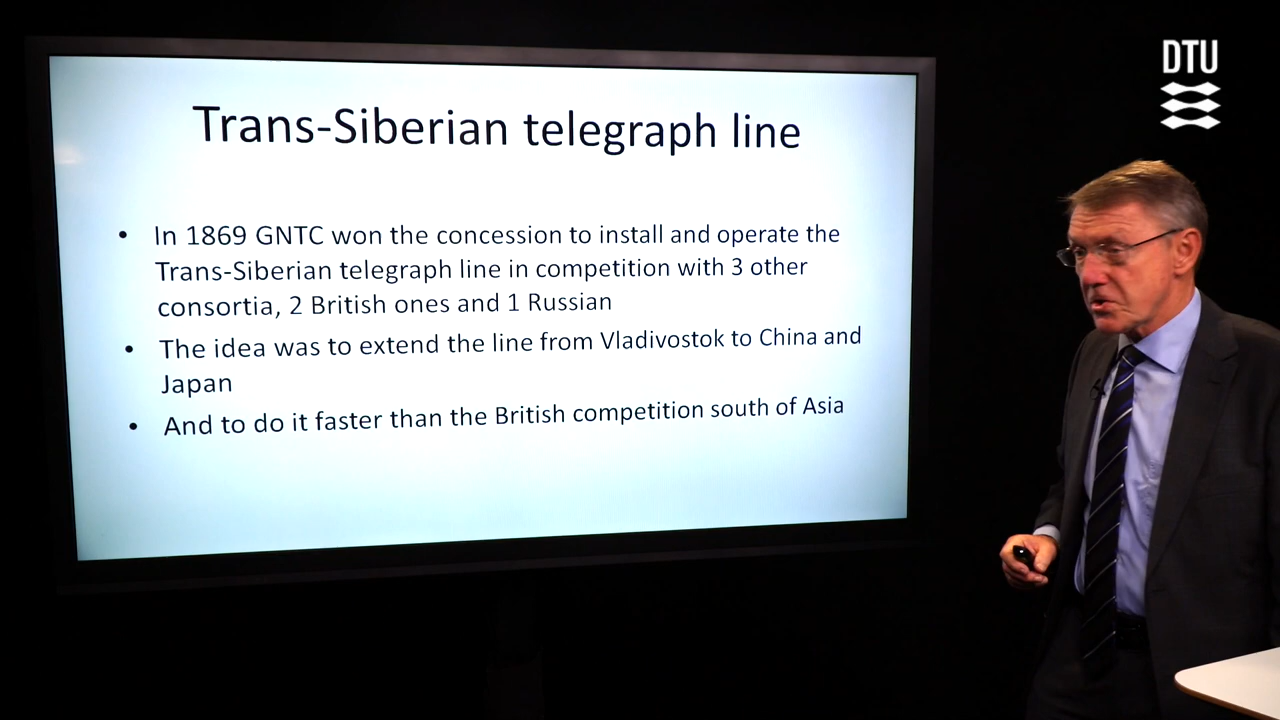 DTU
Trans-Siberian telegraph line
• In 1869 GNTC won the concession to install and operate the
Trans-Siberian telegraph line in competition with 3 other
consortia, 2 British ones and 1 Russian
• The idea was to extend the line from Vladivostok to China and
Japan
• And to do it faster than the British competition south of Asia